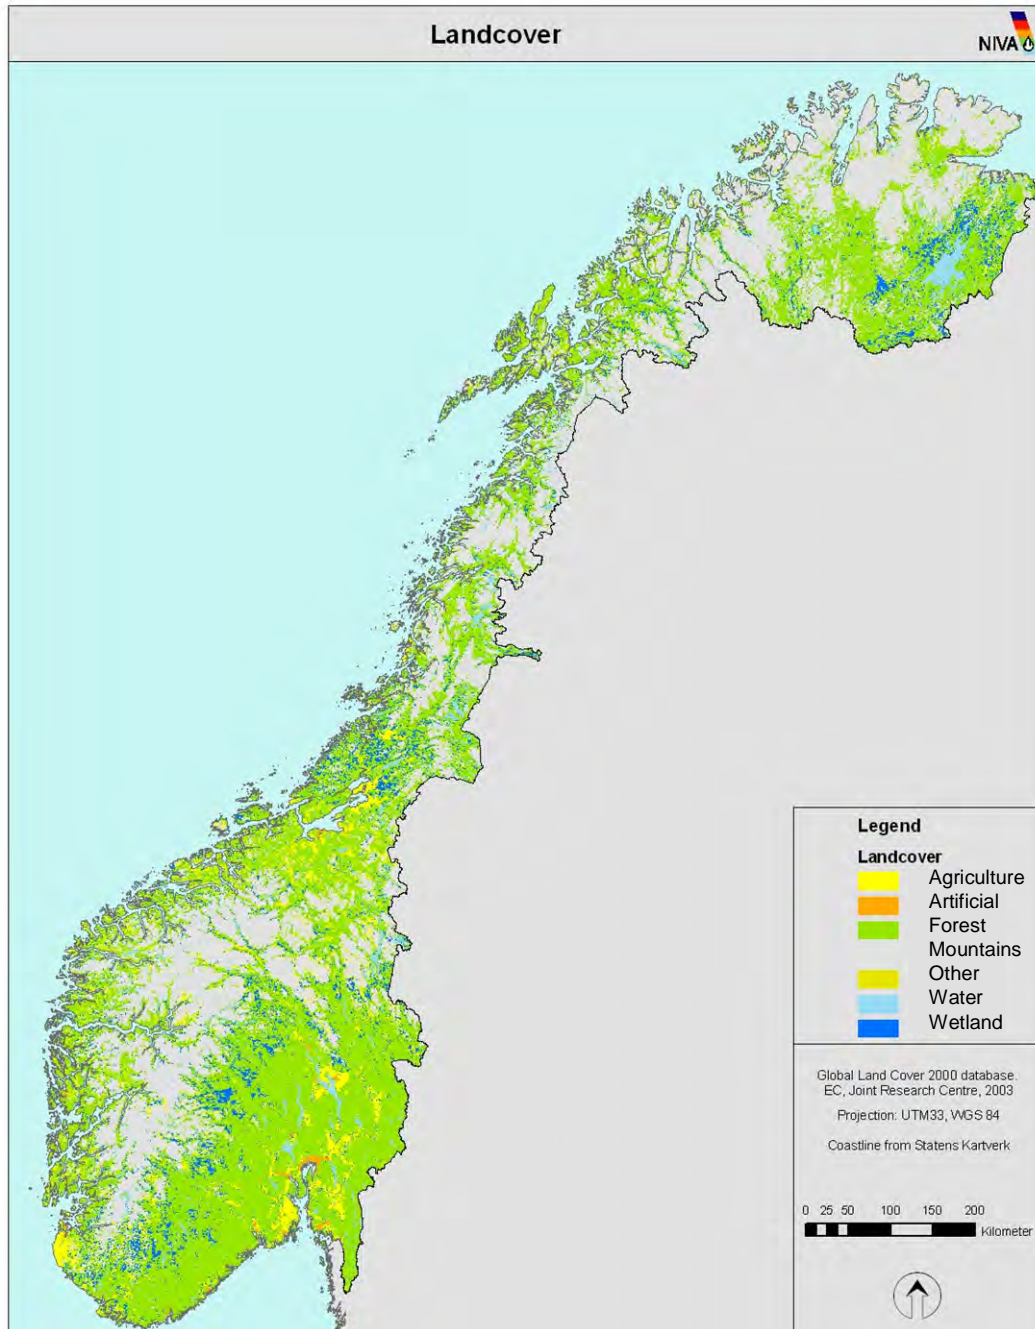 Landcover
NIVA
Legend
Landcover
Agriculture
Artificial
Forest
Mountains
Other
Water
Wetland
Global Land Cover 2000 database.
EC, Joint Research Centre, 2003
Projection: UTM33, WGS 84
Coastline from Statens Kartverk
0 25 50 100 150 200
Kilometer